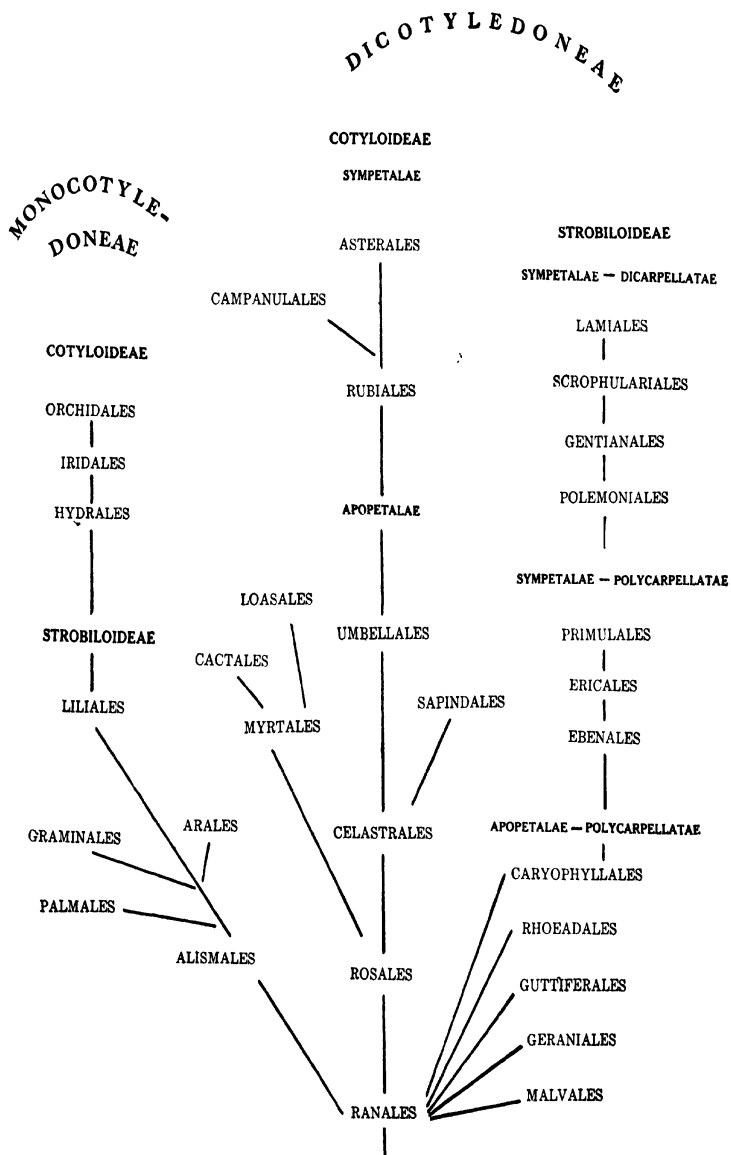 DICOTYLEDONEAE
COTYLOIDEAE
SYMPETALAE
MONOCOTYLE-
DONEAE
STROBILOIDEAE
ASTERALES
SYMPETALAE — DICARPELLATAE
CAMPANULALES
LAMIALES
COTYLOIDEAE
SCROPHULARIALES
RUBIALES
ORCHIDALES
GENTIANALES
IRIDALES
POLEMONIALES
HYDRALES
APOPETALAE
SYMPETALAE — POLYCARPELLATAE
LOASALES
STROBILOIDEAE
UMBELLALES
PRIMULALES
CACTALES
ERICALES
LILIALES
SAPINDALES
MYRTALES
EBENALES
GRAMINALES
ARALES
CELASTRALES
APOPETALAE — POLYCARPELLATAE
CARYOPHYLLALES
PALMALES
RHOEADALES
ALISMALES
ROSALES
GUTTIFERALES
GERANIALES
MALVALES
RANALES